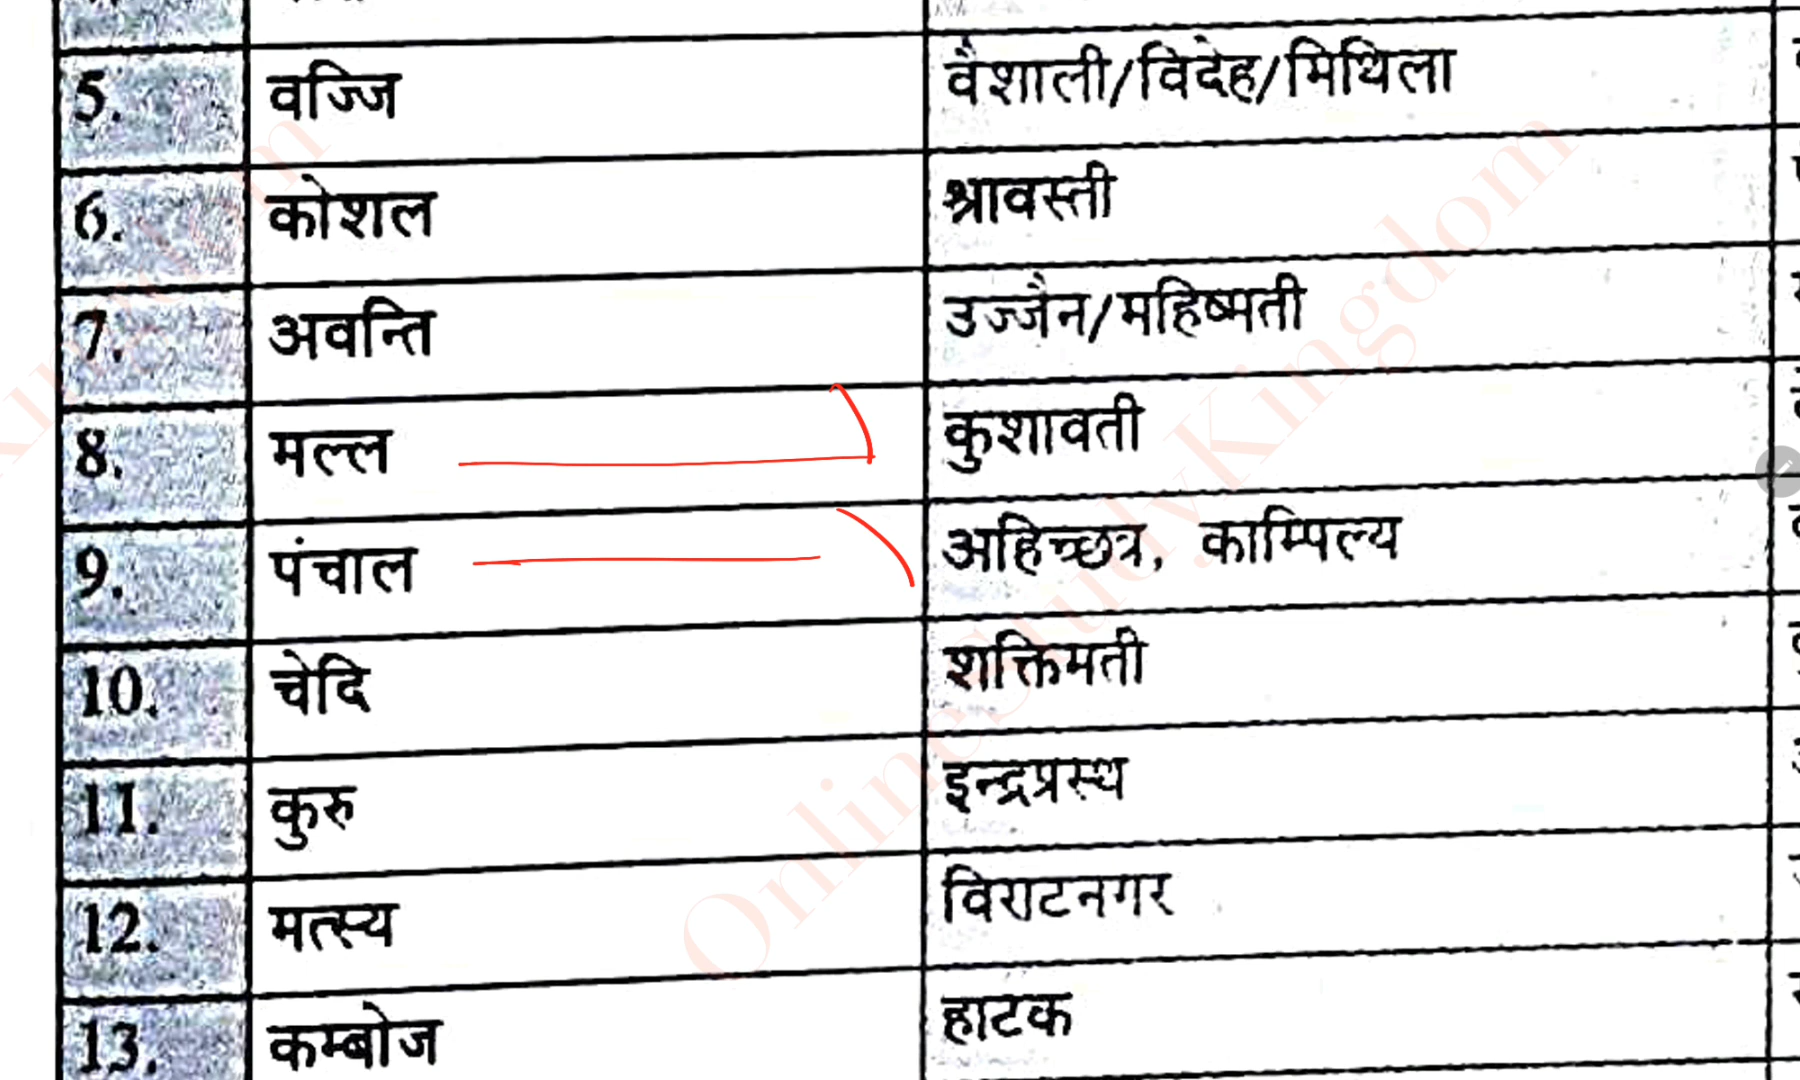 5. वज्जि वैशाली/विदेह/मिथिला
6. कोशल श्रावस्ती
7. अवन्ति उज्जैन/महिष्मती
8. मल्ल कुशावती
9. पंचाल अहिच्छत्र, काम्पिल्य
10. चेदि शक्तिमती
11. कुरु इन्द्रप्रस्थ
12. मत्स्य विराटनगर
13. कम्बोज हाटक
OnlineStudyKingdom